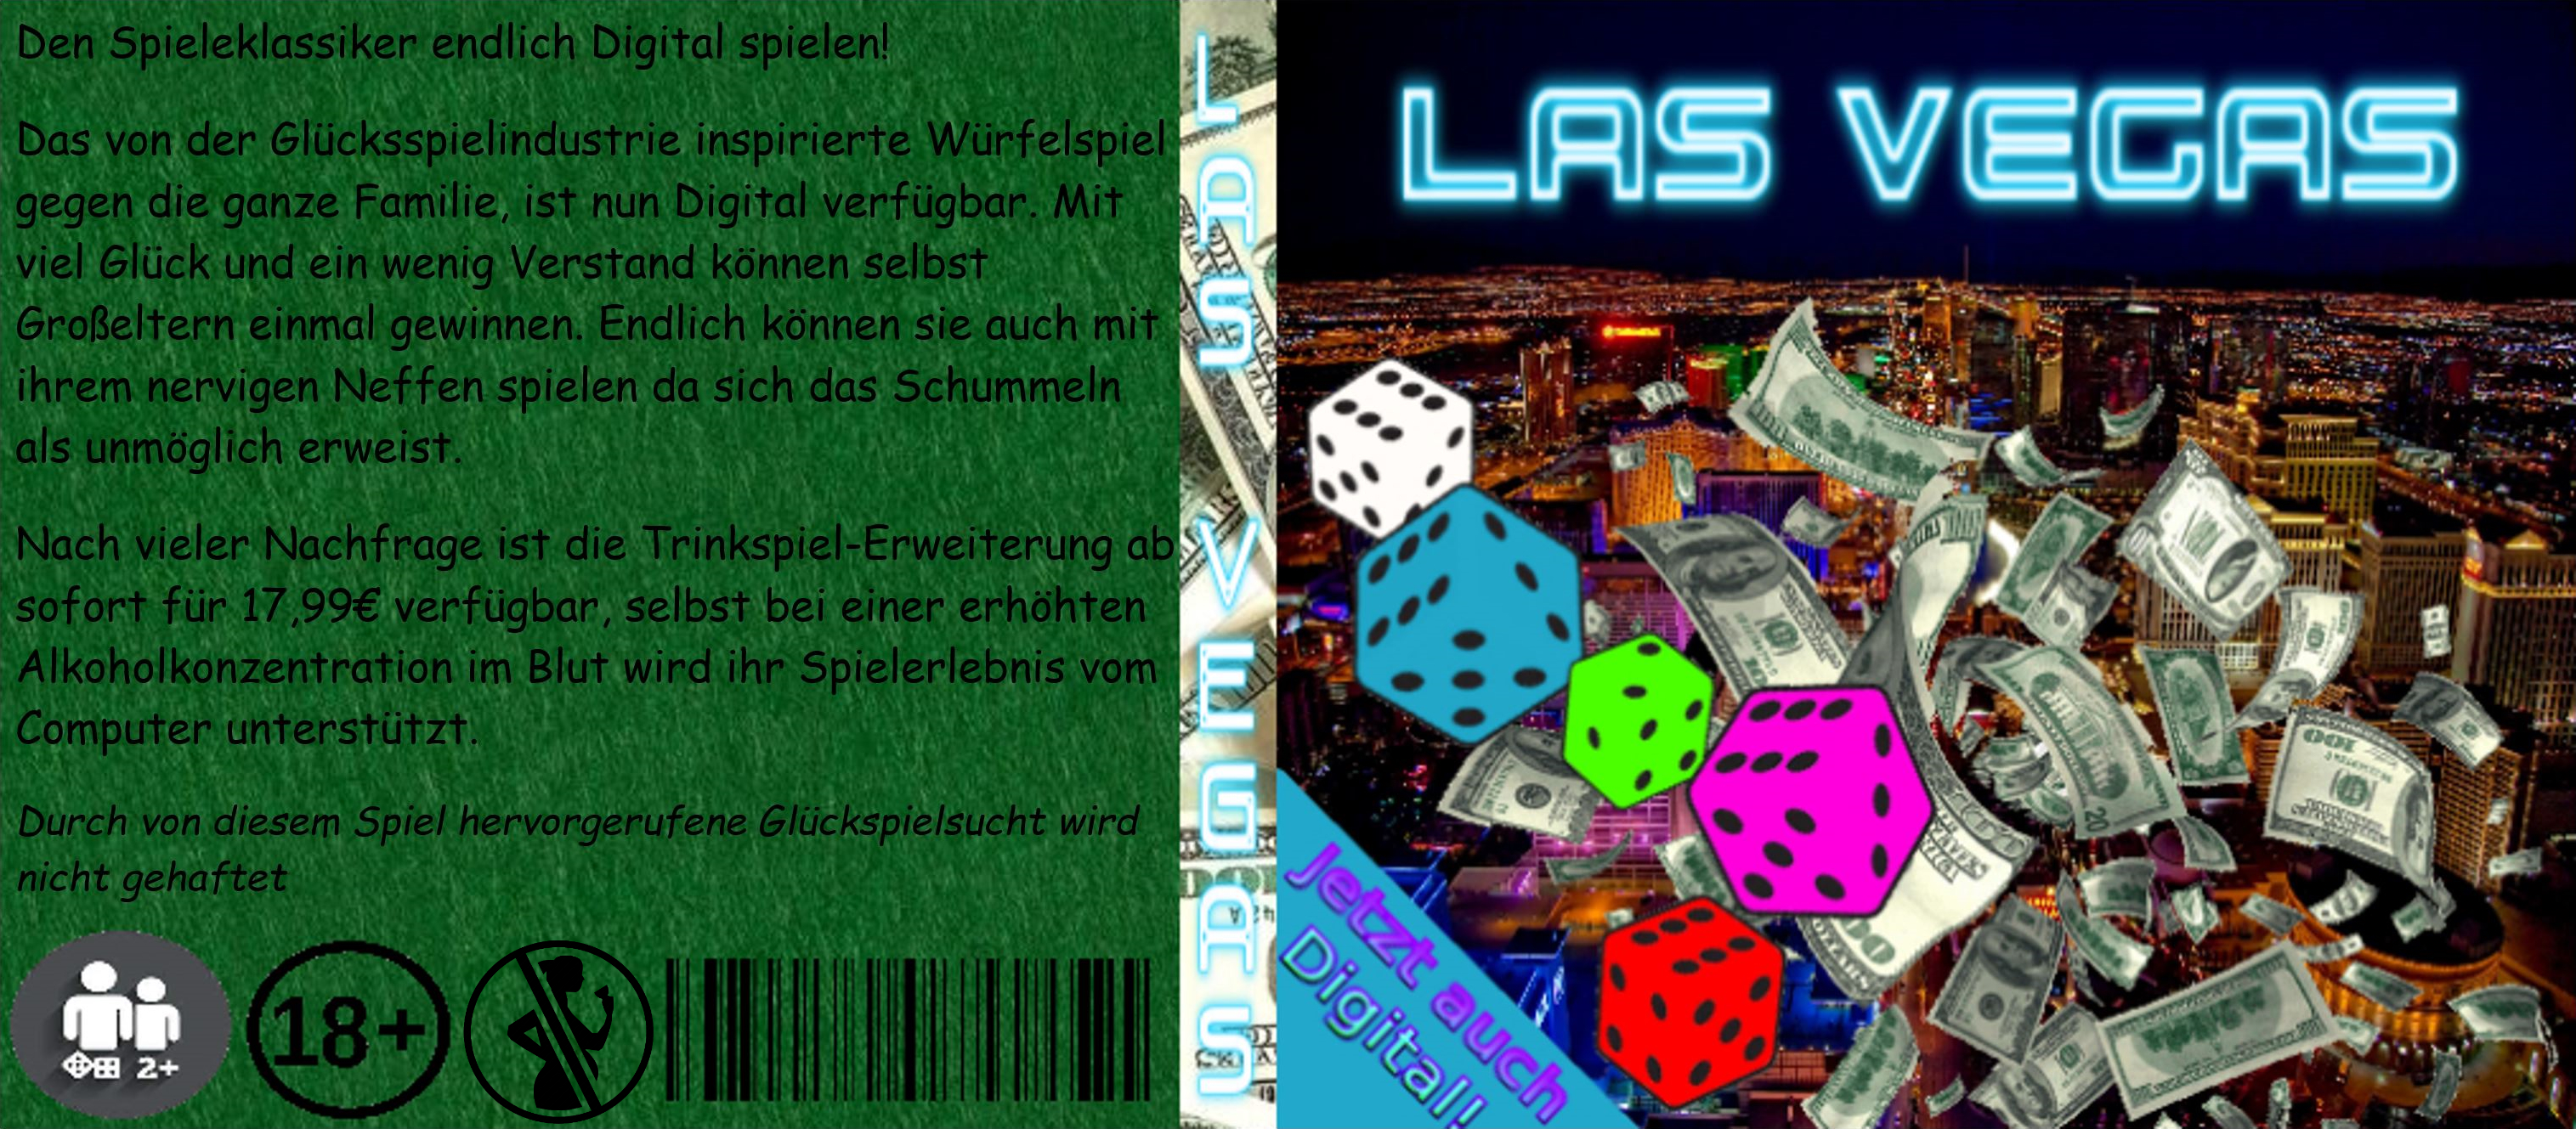 Den Spieleklassiker endlich Digital spielen!
Das von der Glücksspielindustrie inspirierte Würfelspiel
gegen die ganze Familie, ist nun Digital verfügbar. Mit
viel Glück und ein wenig Verstand können selbst
Großeltern einmal gewinnen. Endlich können sie auch mit
ihrem nervigen Neffen spielen da sich das Schummeln
als unmöglich erweist.
Nach vieler Nachfrage ist die Trinkspiel-Erweiterung ab
sofort für 17,99€ verfügbar, selbst bei einer erhöhten
Alkoholkonzentration im Blut wird ihr Spielerlebnis vom
Computer unterstützt.
Durch von diesem Spiel hervorgerufene Glückspielsucht wird
nicht gehaftet
2+
18+
LAS VEGAS
LAS VEGAS
Jetzt auch
Digital!